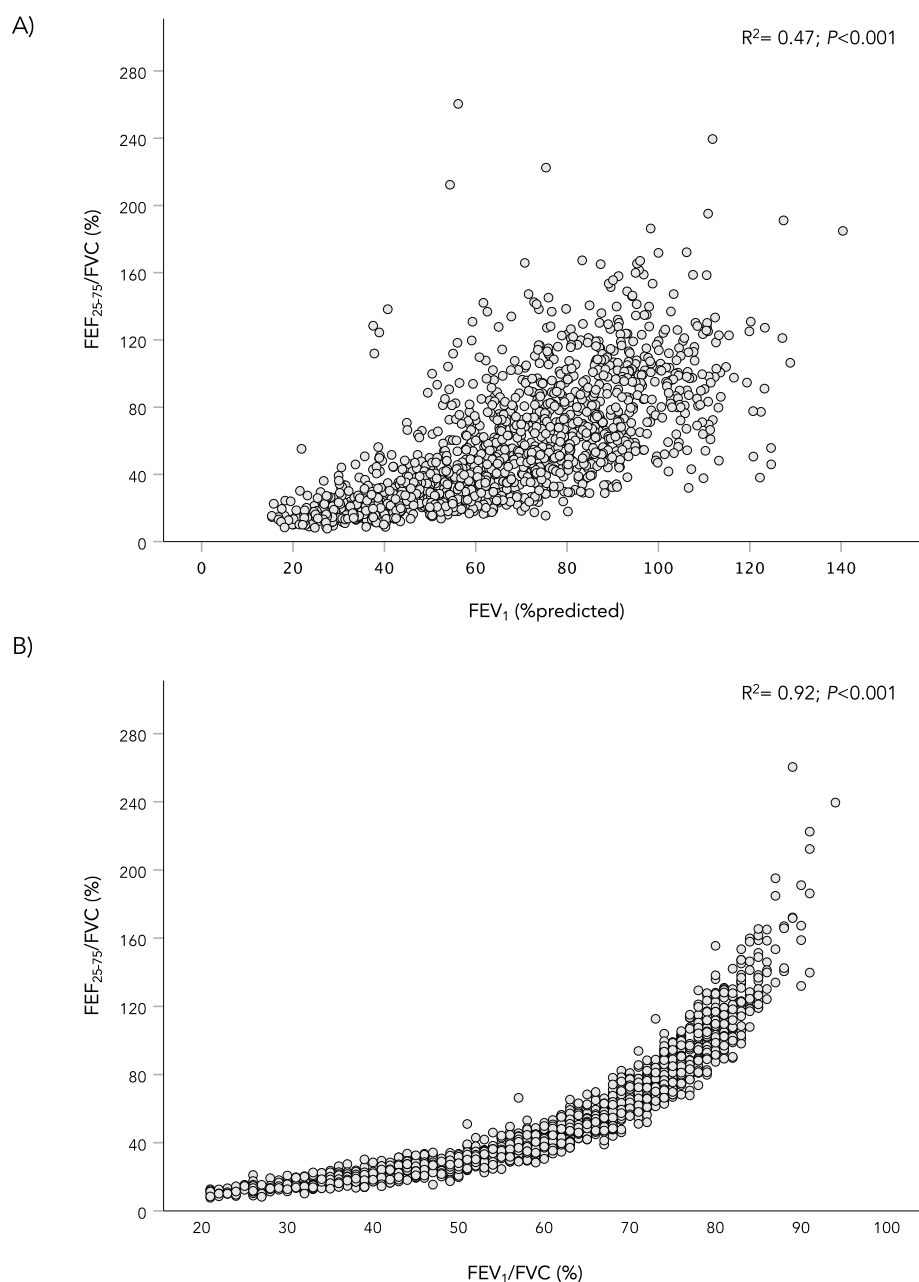 A)
R²= 0.47; P<0.001
280
240
200
160
120
80
40
0
FEF₂₅₋₇₅/FVC (%)
0 20 40 60 80 100 120 140
FEV₁ (%predicted)
B)
R²= 0.92; P<0.001
280
240
200
160
120
80
40
0
FEF₂₅₋₇₅/FVC (%)
20 30 40 50 60 70 80 90 100
FEV₁/FVC (%)